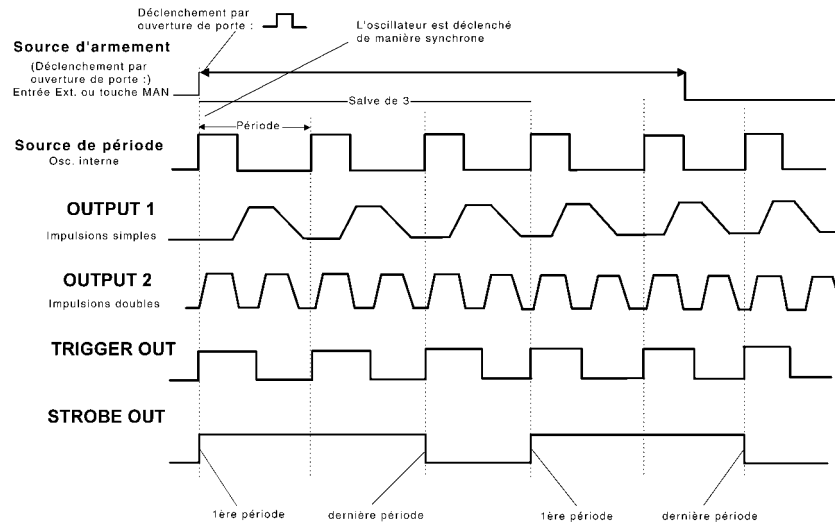 Déclenchement par
ouverture de porte :
L'oscillateur est déclenché
de manière synchrone
Source d'armement
(Déclenchement par
ouverture de porte :)
Entrée Ext. ou touche MAN
Salve de 3
Période
Source de période
Osc. interne
OUTPUT 1
Impulsions simples
OUTPUT 2
Impulsions doubles
TRIGGER OUT
STROBE OUT
1ère période
dernière période
1ère période
dernière période